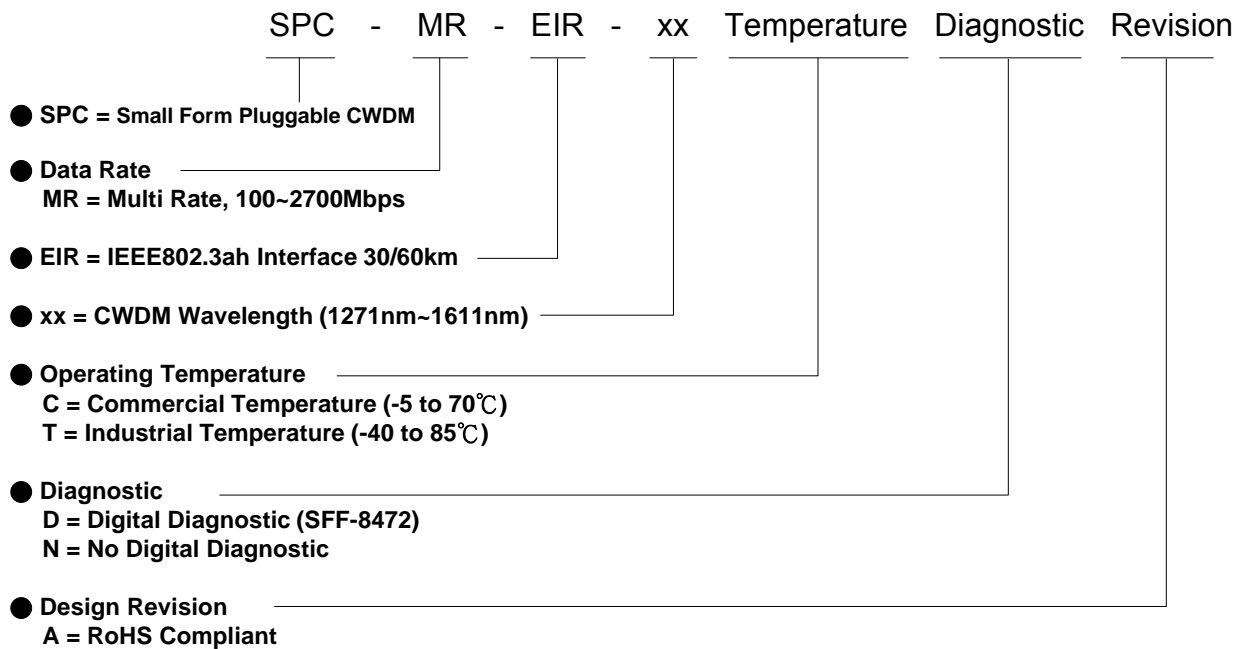 SPC - MR - EIR - xx Temperature Diagnostic Revision
● SPC = Small Form Pluggable CWDM
● Data Rate
MR = Multi Rate, 100~2700Mbps
● EIR = IEEE802.3ah Interface 30/60km
● xx = CWDM Wavelength (1271nm~1611nm)
● Operating Temperature
C = Commercial Temperature (-5 to 70℃)
T = Industrial Temperature (-40 to 85℃)
● Diagnostic
D = Digital Diagnostic (SFF-8472)
N = No Digital Diagnostic
● Design Revision
A = RoHS Compliant